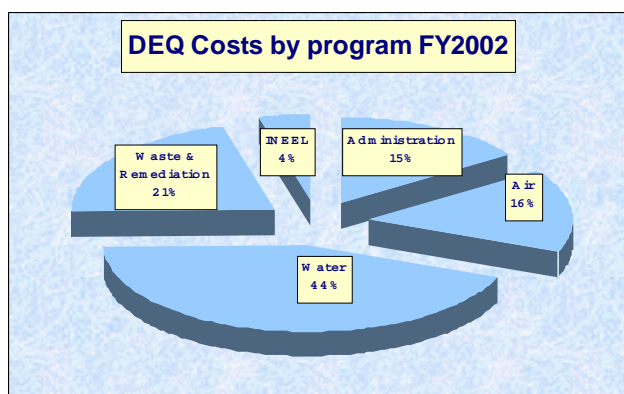 DEQ Costs by program FY2002
INEEL
4%
Administration
15%
Waste &
Remediation
21%
Air
16%
Water
44%